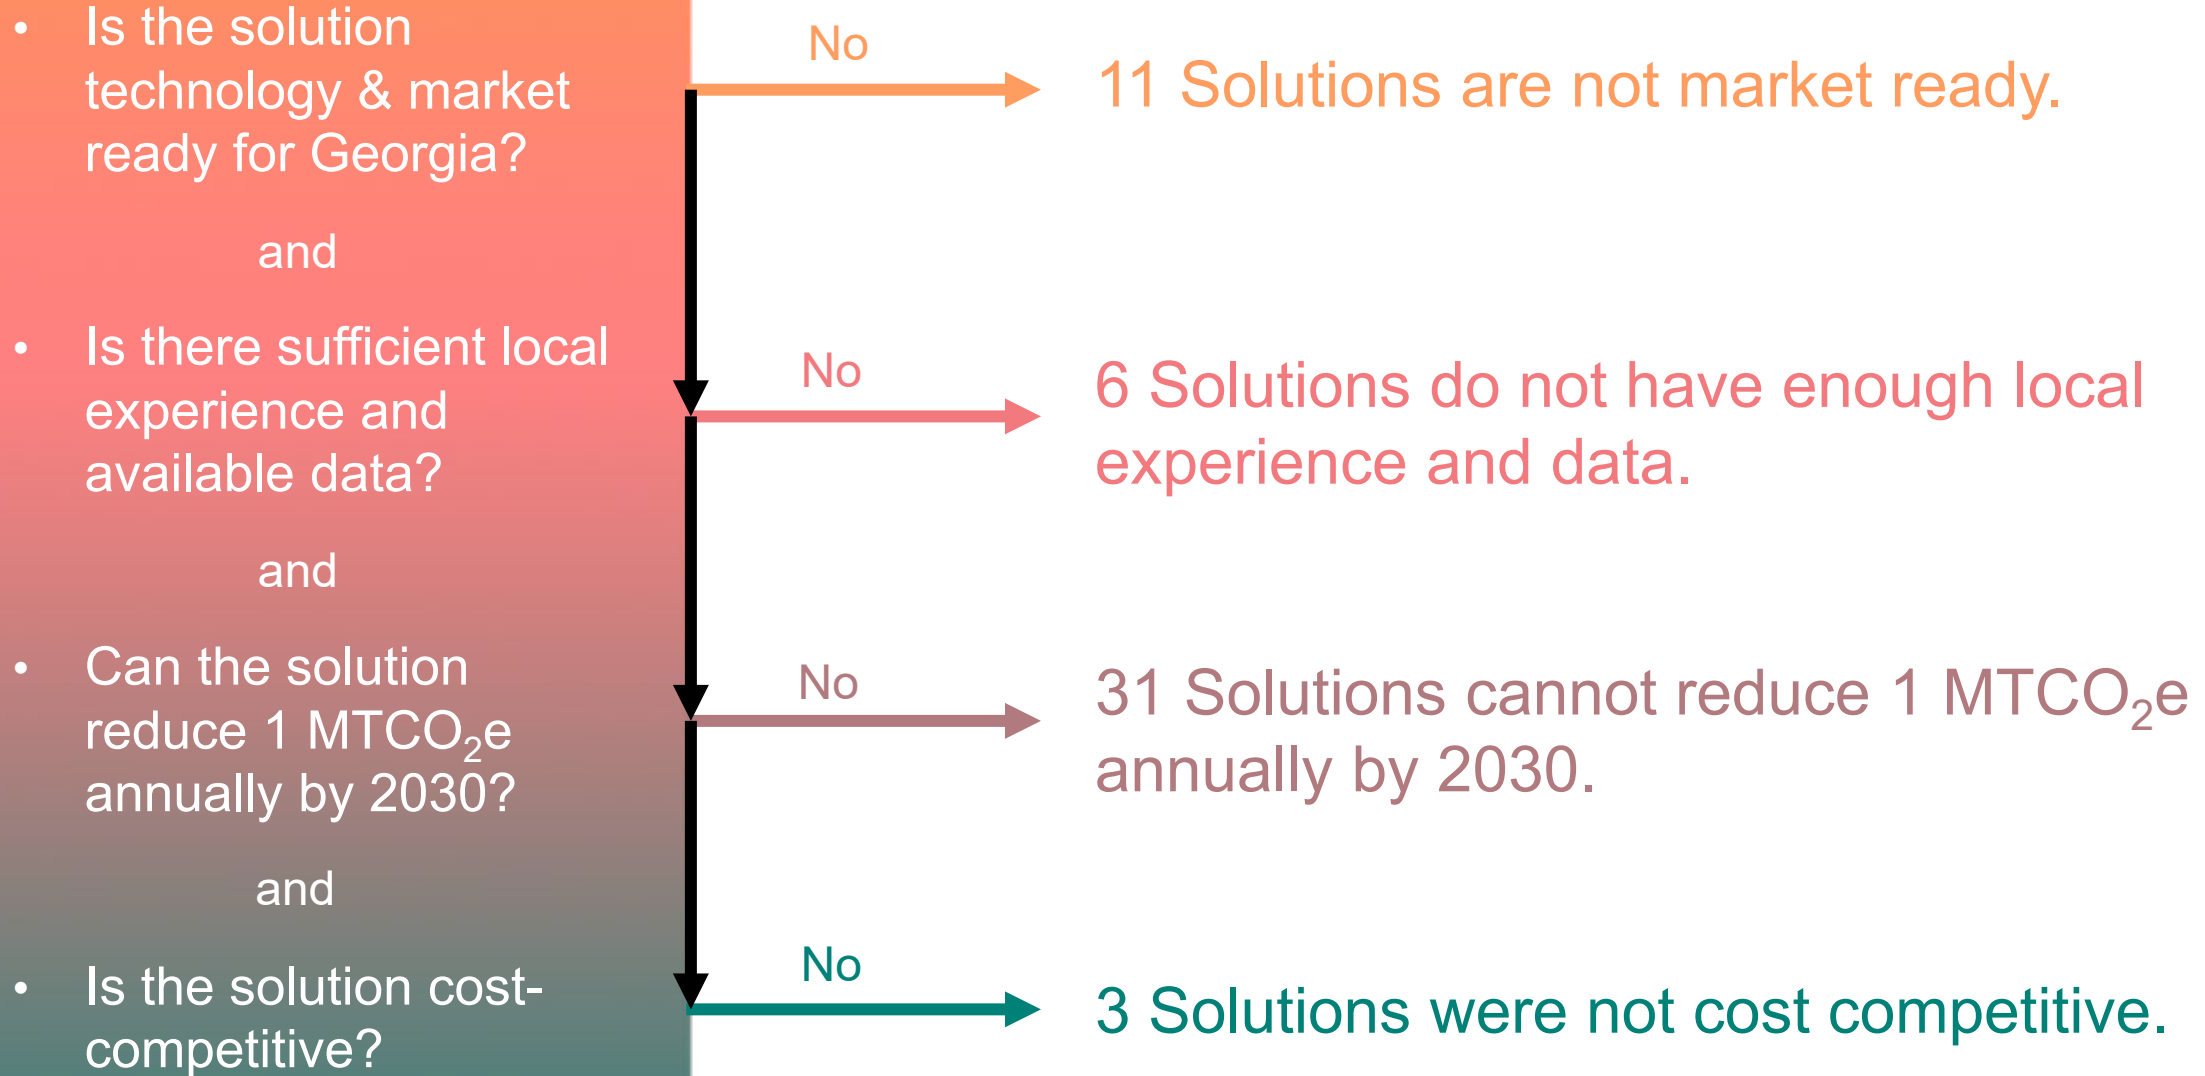 • Is the solution
technology & market
ready for Georgia?
No
11 Solutions are not market ready.
and
• Is there sufficient local
experience and
available data?
No
6 Solutions do not have enough local
experience and data.
and
• Can the solution
reduce 1 MTCO₂e
annually by 2030?
No
31 Solutions cannot reduce 1 MTCO₂e
annually by 2030.
and
• Is the solution cost-
competitive?
No
3 Solutions were not cost competitive.